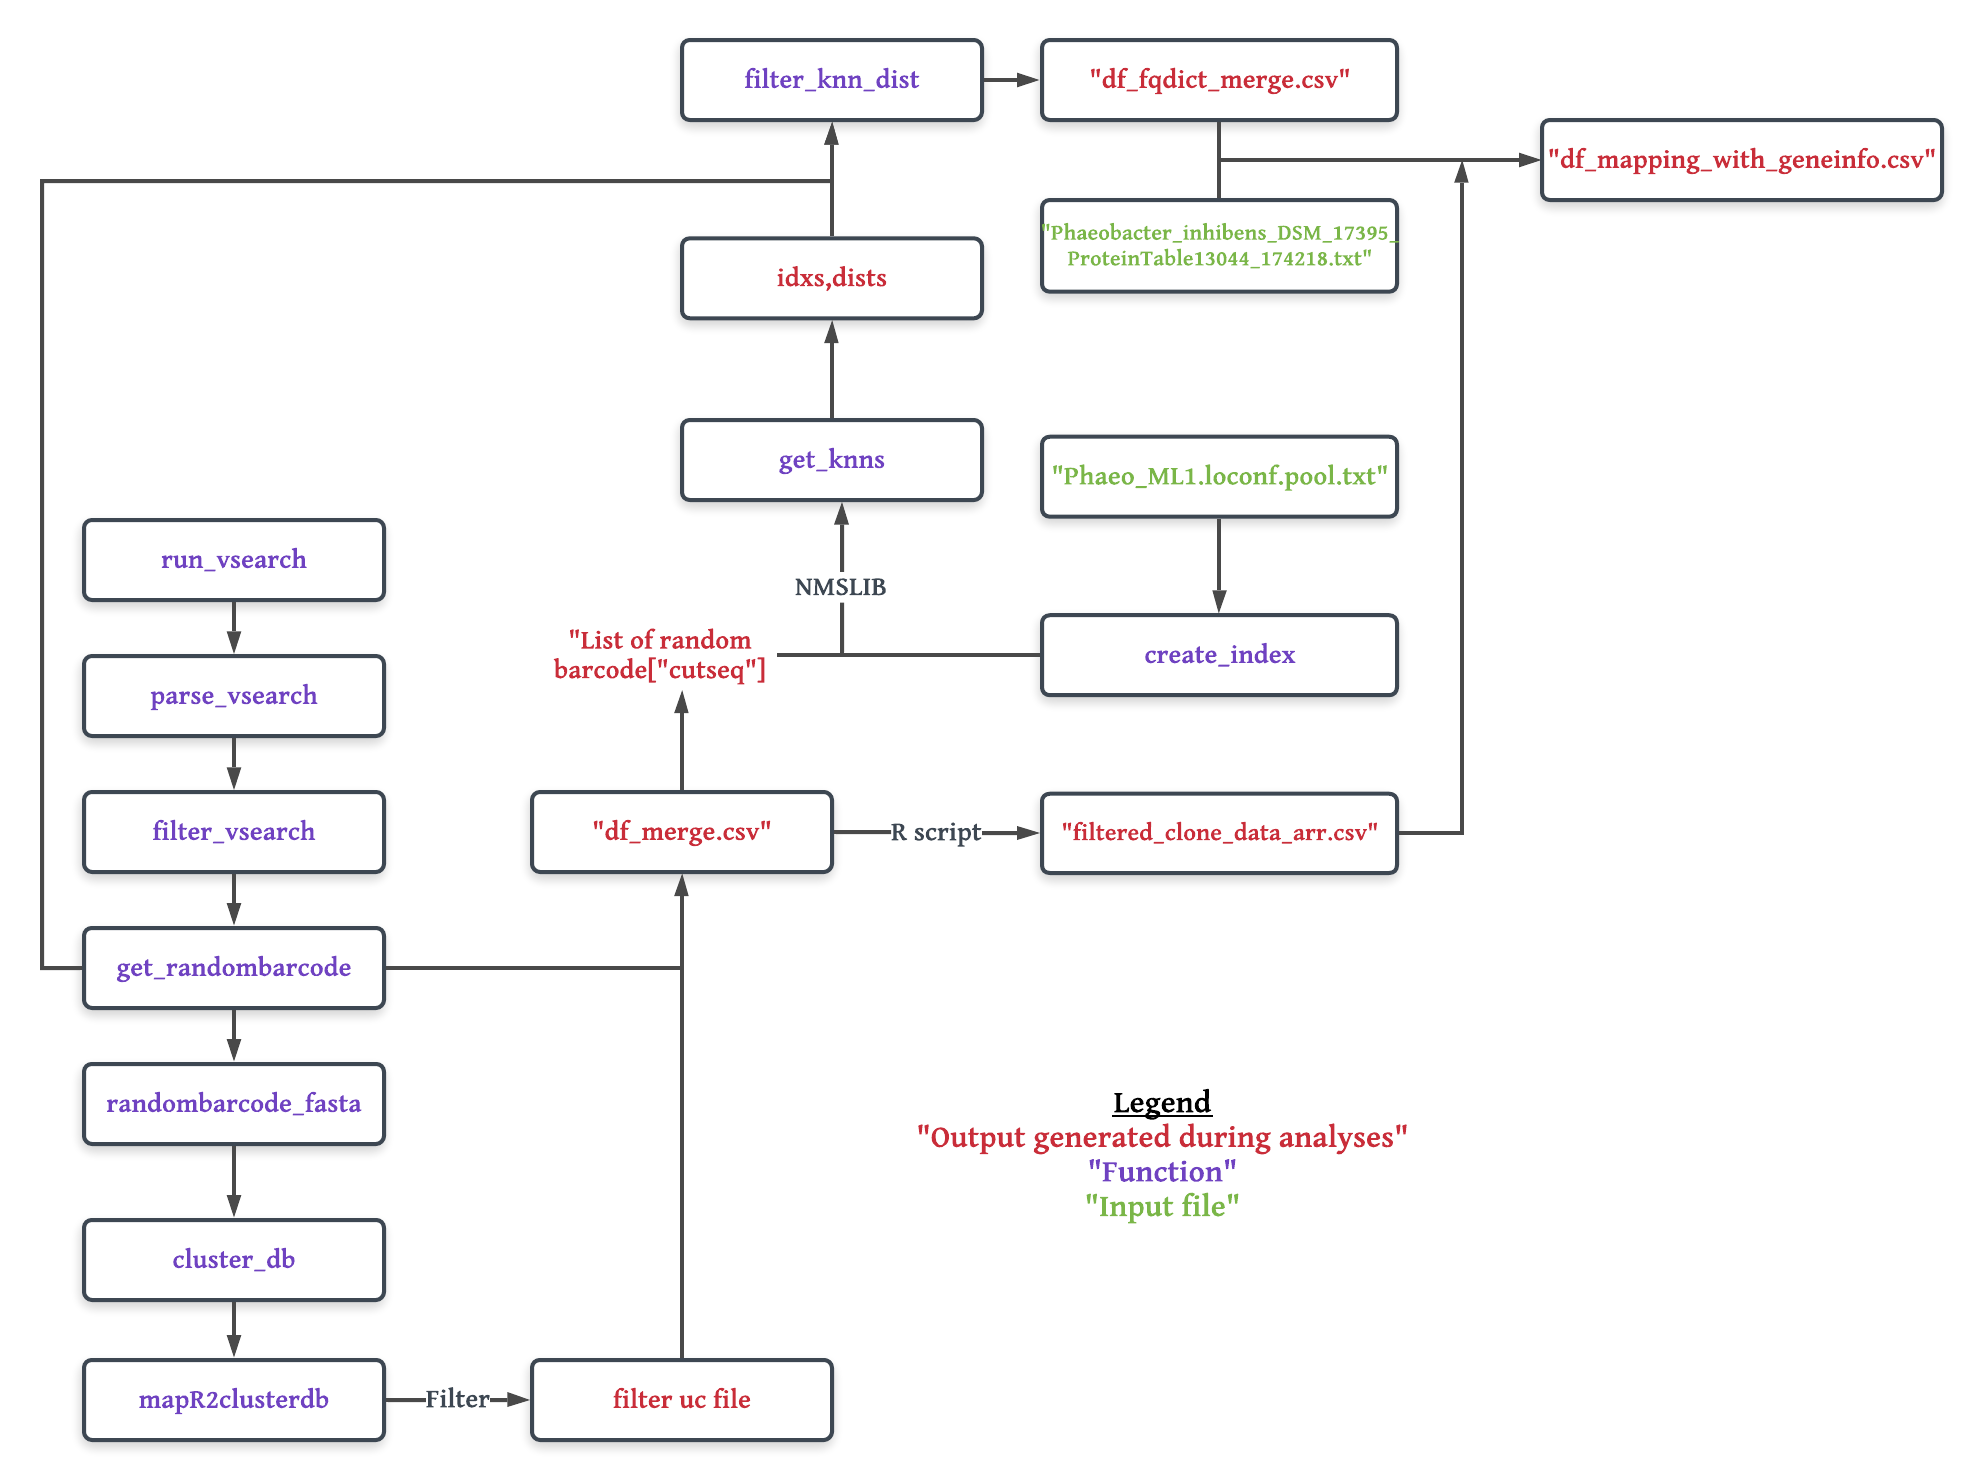 filter_knn_dist
"df_fqdict_merge.csv"
"df_mapping_with_geneinfo.csv"
"Phaeobacter_inhibens_DSM_17395_
ProteinTable13044_174218.txt"
idxs,dists
get_knns
"Phaeo_ML1.loconf.pool.txt"
run_vsearch
NMSLIB
"List of random
barcode["cutseq"]
create_index
parse_vsearch
filter_vsearch
"df_merge.csv"
R script
"filtered_clone_data_arr.csv"
get_randombarcode
randombarcode_fasta
Legend
"Output generated during analyses"
"Function"
"Input file"
cluster_db
mapR2clusterdb
Filter
filter uc file